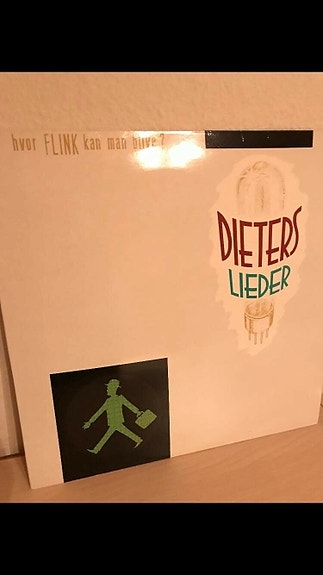 hvor FLINK kan man blive?
DIETERS
LIEDER